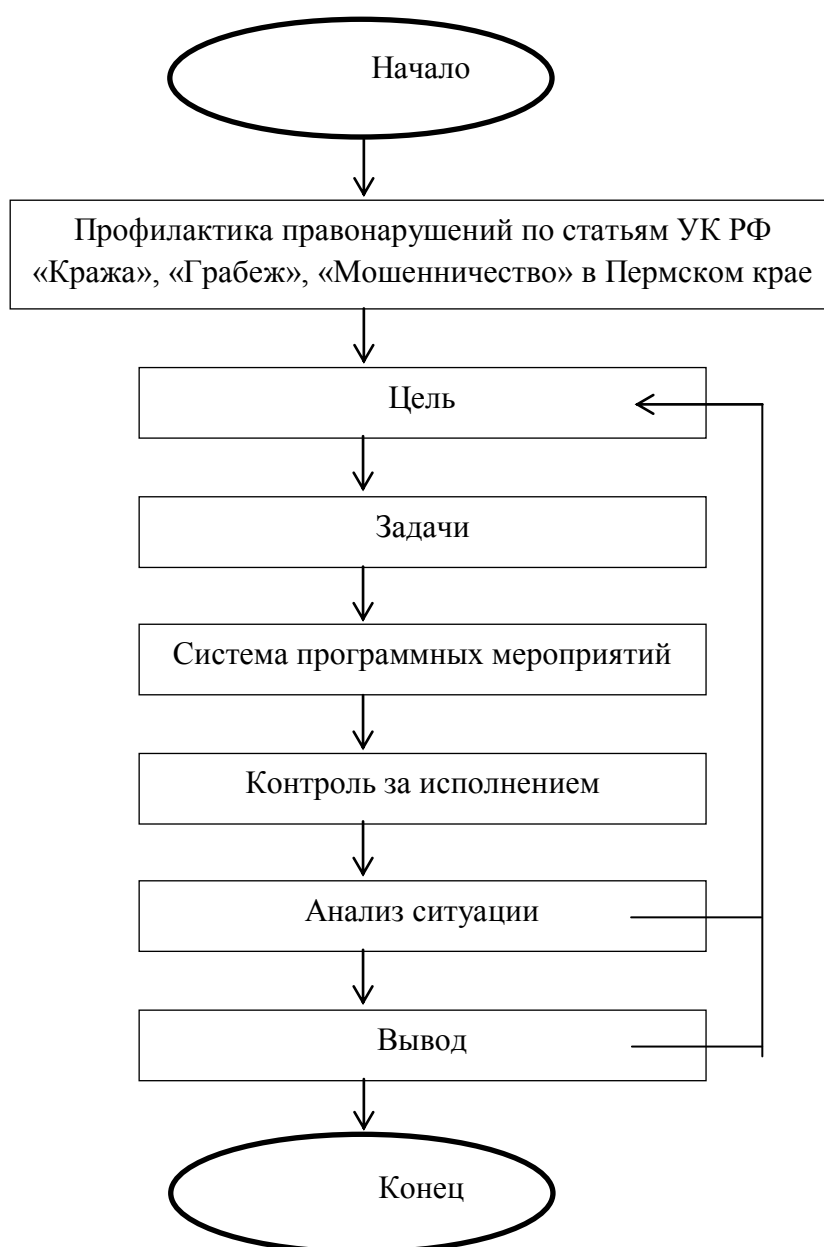 Начало
Профилактика правонарушений по статьям УК РФ
«Кража», «Грабеж», «Мошенничество» в Пермском крае
Цель
Задачи
Система программных мероприятий
Контроль за исполнением
Анализ ситуации
Вывод
Конец